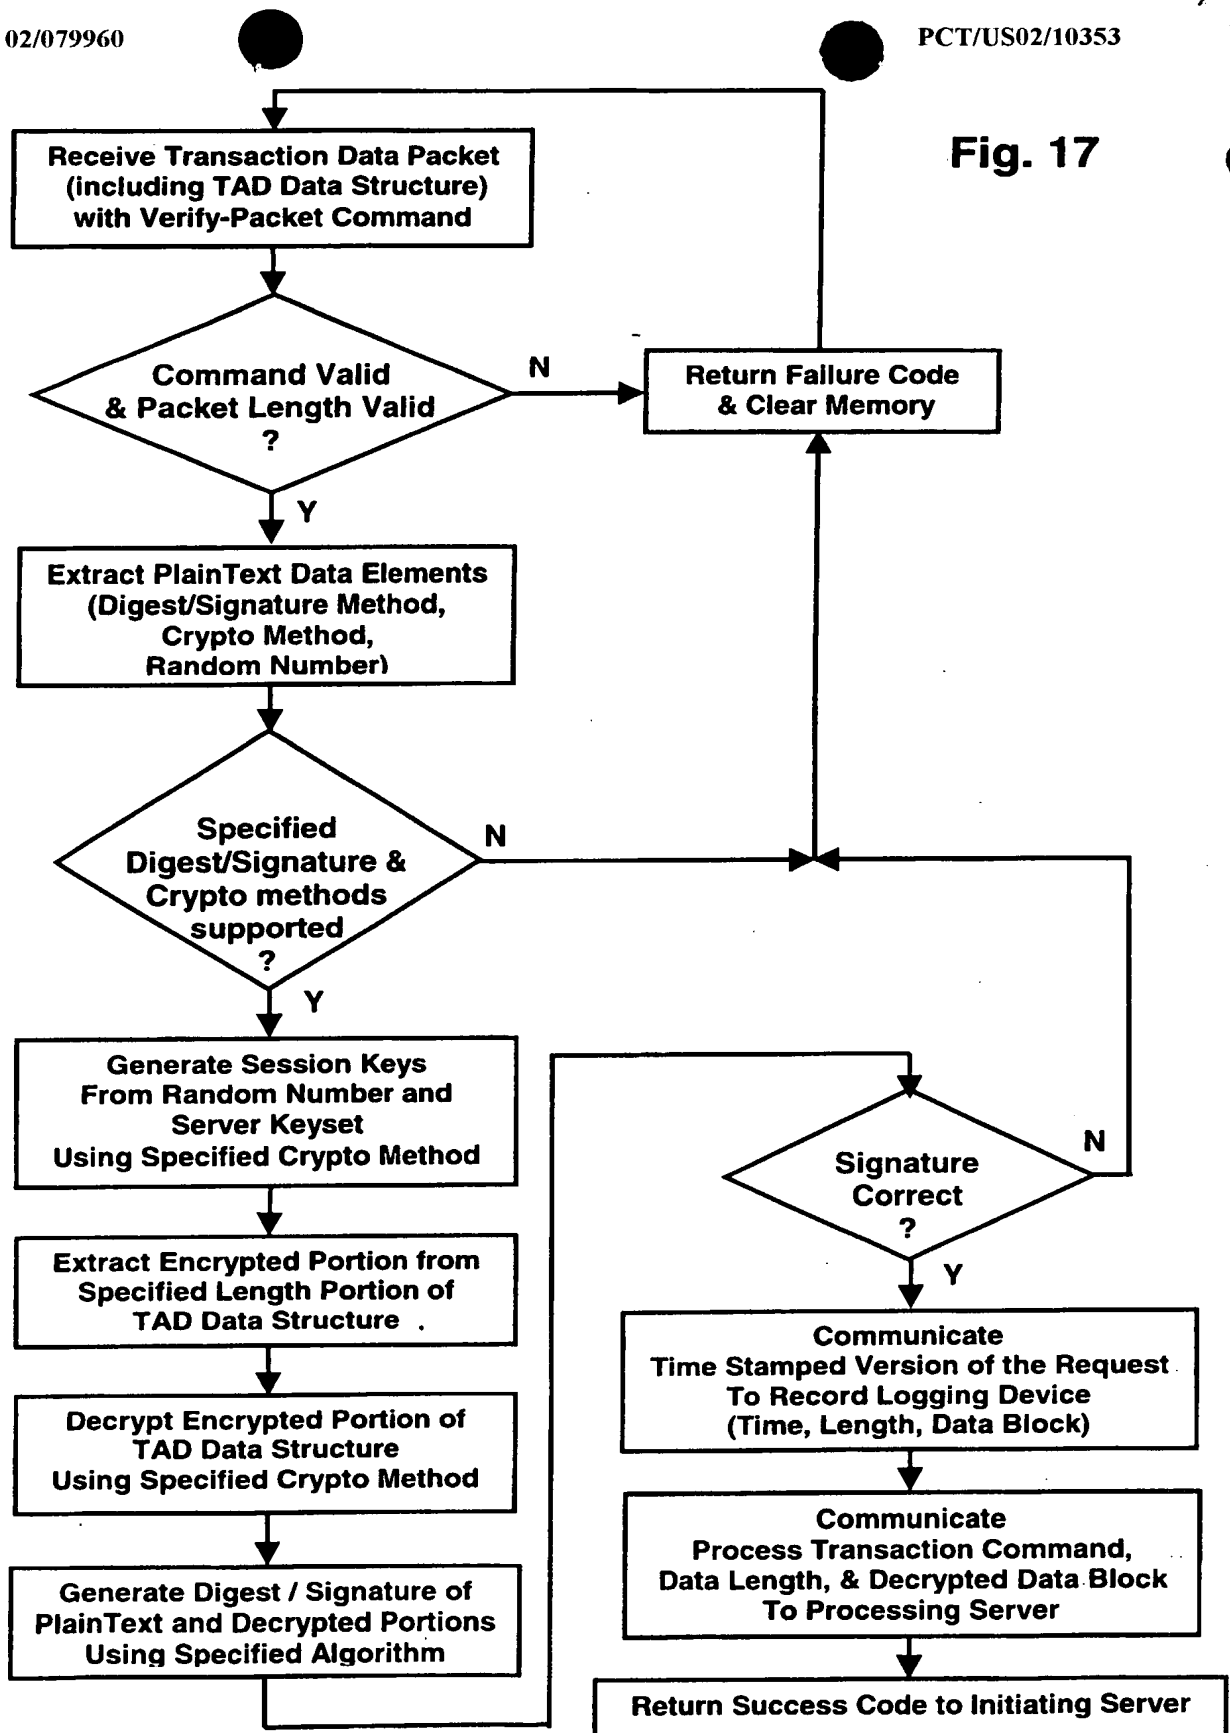 02/079960
PCT/US02/10353
Fig. 17
Receive Transaction Data Packet
(including TAD Data Structure)
with Verify-Packet Command
Command Valid
& Packet Length Valid
?
N
Return Failure Code
& Clear Memory
Y
Extract PlainText Data Elements
(Digest/Signature Method,
Crypto Method,
Random Number)
Specified
Digest/Signature &
Crypto methods
supported
?
N
Y
Generate Session Keys
From Random Number and
Server Keyset
Using Specified Crypto Method
Extract Encrypted Portion from
Specified Length Portion of
TAD Data Structure
Decrypt Encrypted Portion of
TAD Data Structure
Using Specified Crypto Method
Generate Digest / Signature of
PlainText and Decrypted Portions
Using Specified Algorithm
Signature
Correct
?
N
Y
Communicate
Time Stamped Version of the Request
To Record Logging Device
(Time, Length, Data Block)
Communicate
Process Transaction Command,
Data Length, & Decrypted Data Block
To Processing Server
Return Success Code to Initiating Server